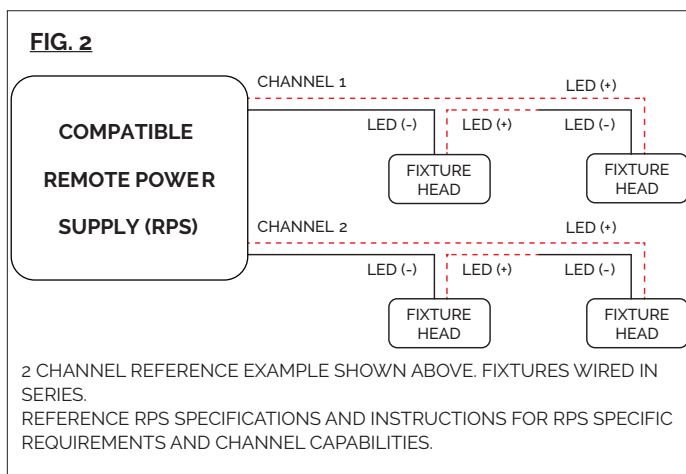 FIG. 2
CHANNEL 1
LED (+)
LED (-)
LED (+)
LED (-)
COMPATIBLE
REMOTE POWER
SUPPLY (RPS)
FIXTURE
HEAD
FIXTURE
HEAD
CHANNEL 2
LED (+)
LED (-)
LED (+)
LED (-)
FIXTURE
HEAD
FIXTURE
HEAD
2 CHANNEL REFERENCE EXAMPLE SHOWN ABOVE. FIXTURES WIRED IN
SERIES.
REFERENCE RPS SPECIFICATIONS AND INSTRUCTIONS FOR RPS SPECIFIC
REQUIREMENTS AND CHANNEL CAPABILITIES.